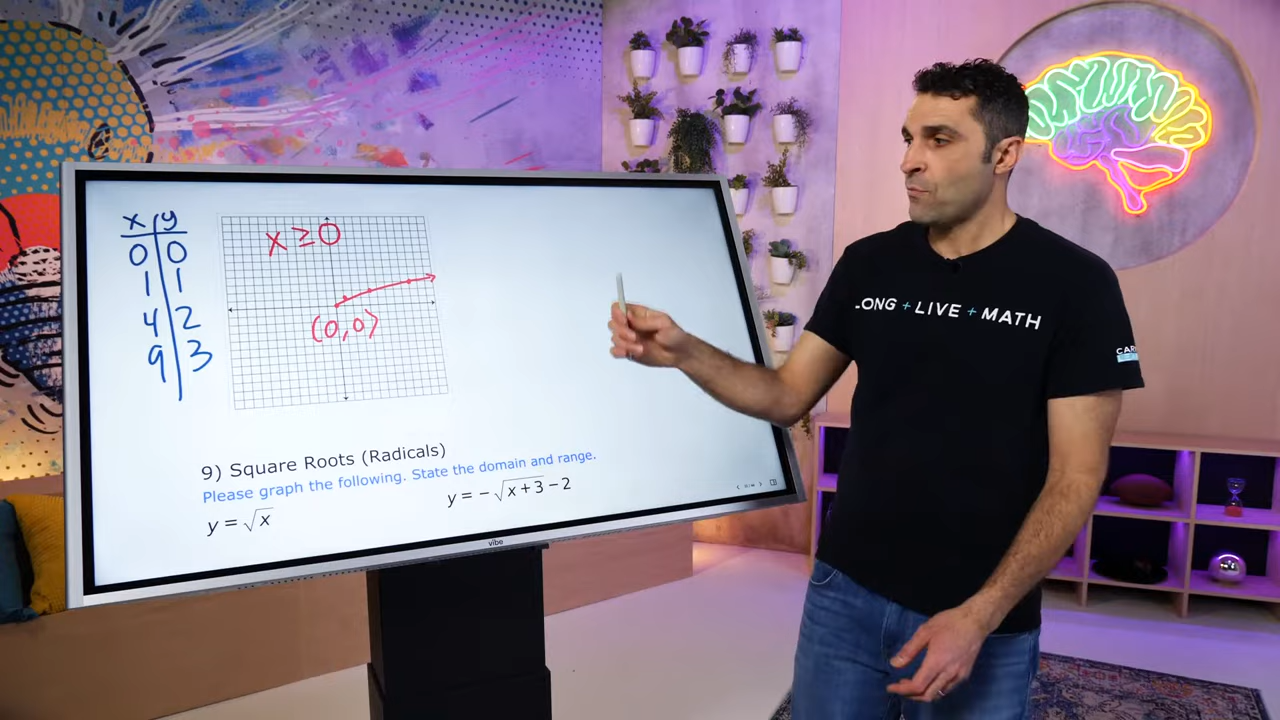 x y
0 0
1 1
4 2
9 3
x ≥ 0
(0,0)
9) Square Roots (Radicals)
Please graph the following. State the domain and range.
y = √x
y = -√x+3 - 2
vibe
LONG + LIVE + MATH